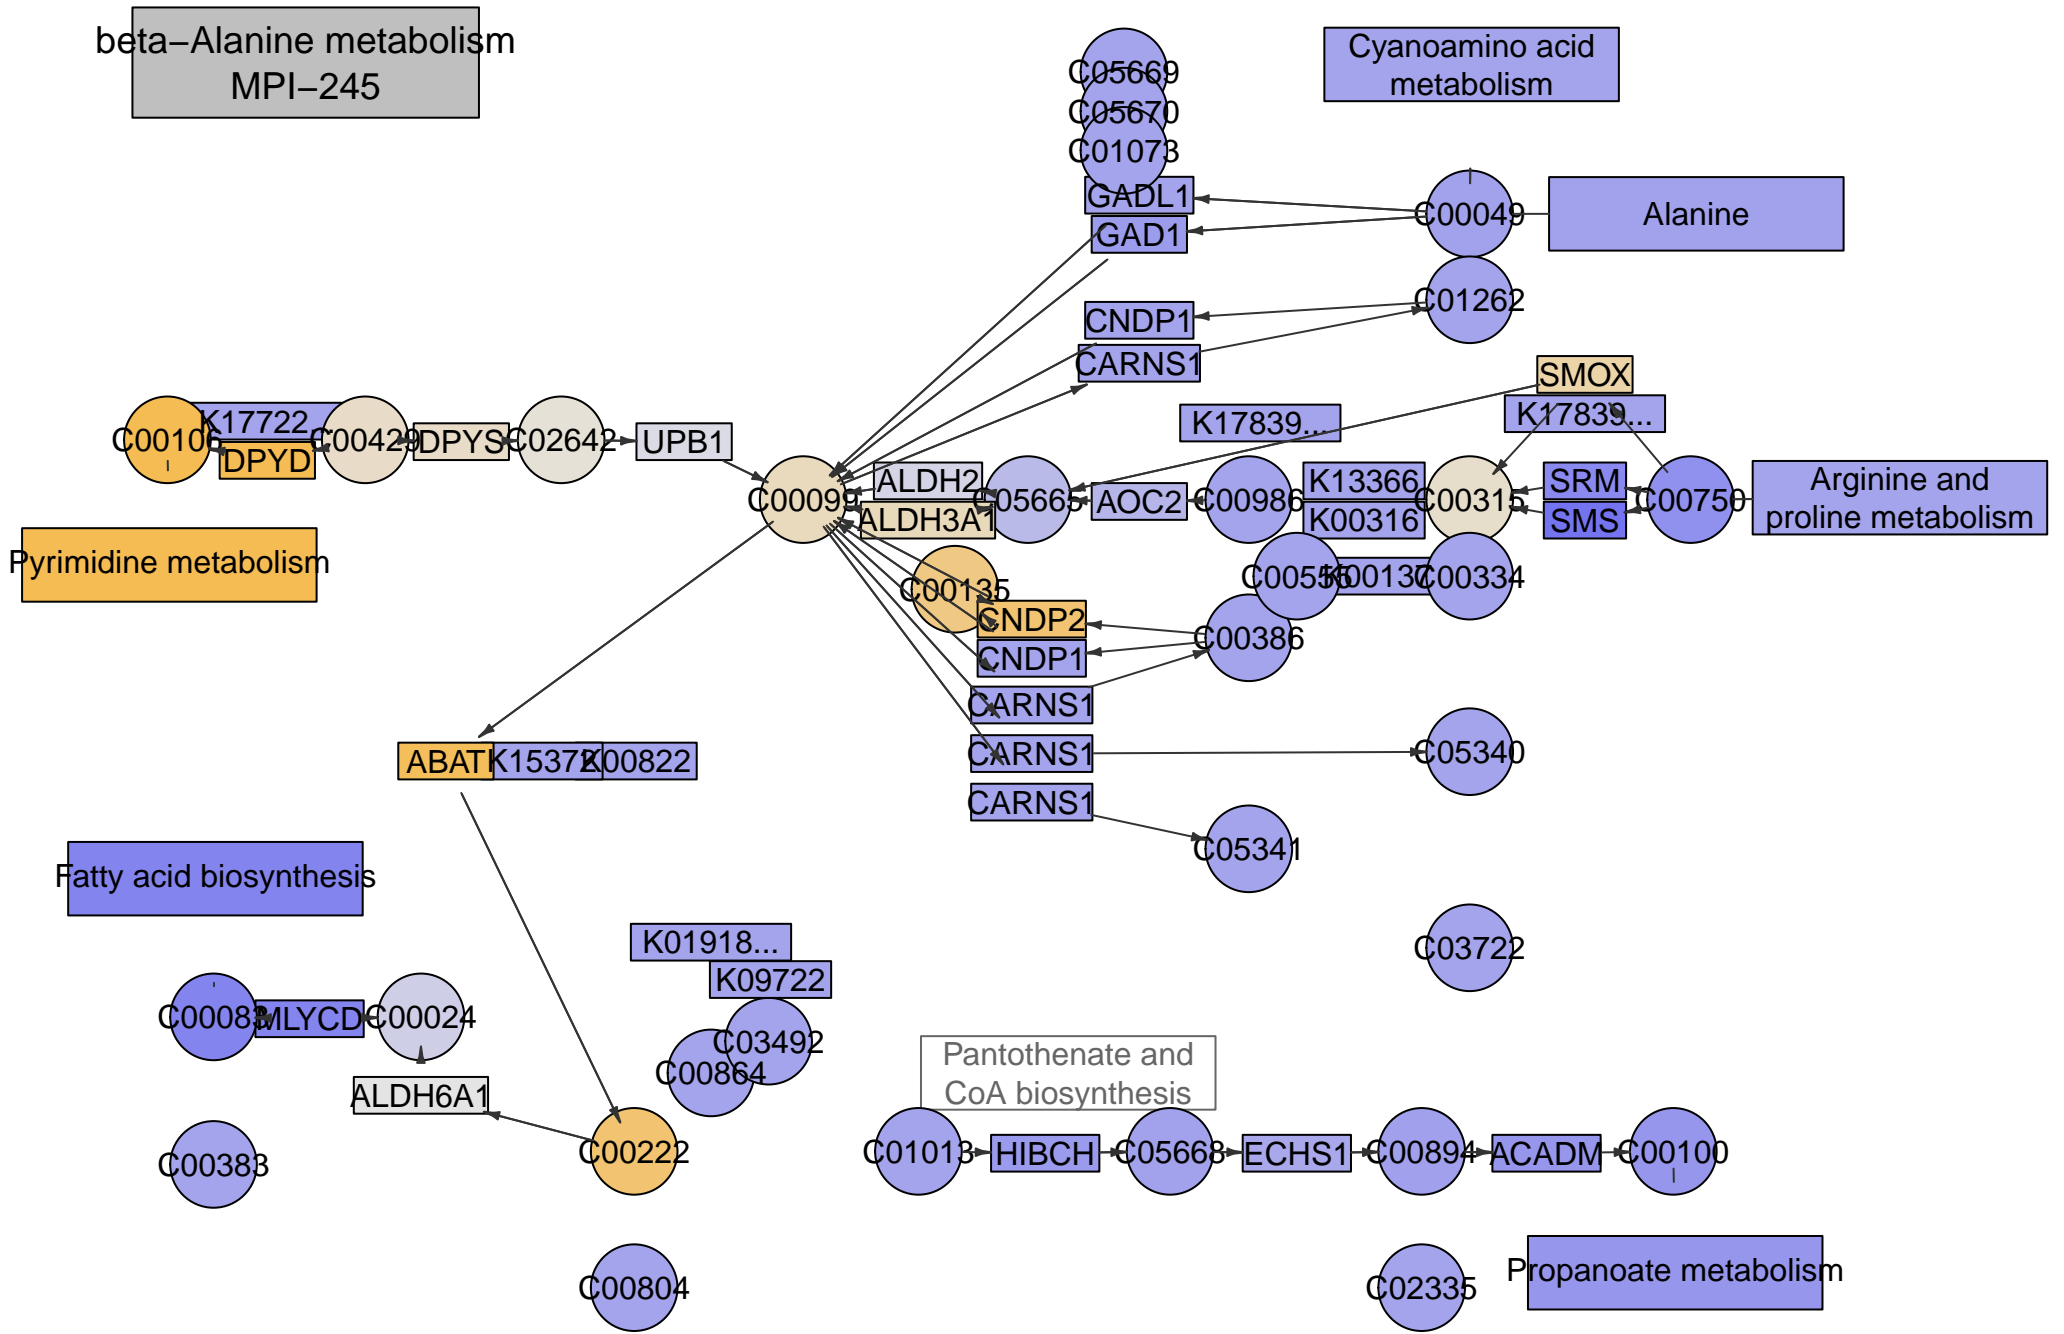 beta−Alanine metabolism
MPI−245
C05669
C05670
C01073
Cyanoamino acid
metabolism
GADL1
GAD1
C00049
Alanine
C01262
CNDP1
CARNS1
SMOX
K17839...
K17839...
C00106
K17722...
DPYD
C00429
DPYS
C02642
UPB1
C00099
ALDH2
ALDH3A1
C05665
AOC2
C00986
K13366
K00316
C00315
SRM
SMS
C00750
Arginine and
proline metabolism
Pyrimidine metabolism
C00135
C00555
K00137
C00334
CNDP2
CNDP1
C00386
CARNS1
CARNS1
CARNS1
C05340
C05341
ABAT
K15372
K00822
Fatty acid biosynthesis
K01918...
K09722
C03722
C00083
MLYCD
C00024
C03492
C00864
ALDH6A1
Pantothenate and
CoA biosynthesis
C00383
C00222
C01013
HIBCH
C05668
ECHS1
C00894
ACADM
C00100
C00804
C02335
Propanoate metabolism